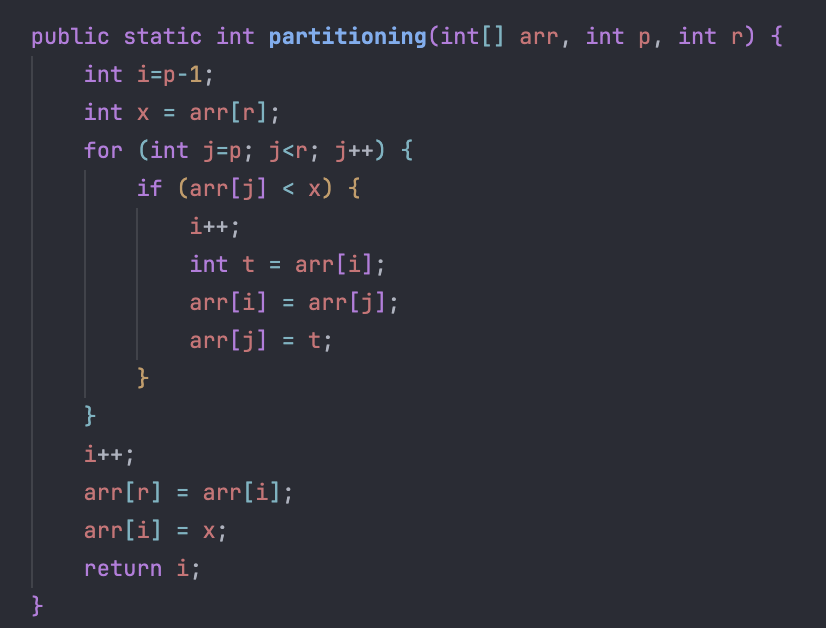 public static int partitioning(int[] arr, int p, int r) {
    int i=p-1;
    int x = arr[r];
    for (int j=p; j<r; j++) {
        if (arr[j] < x) {
            i++;
            int t = arr[i];
            arr[i] = arr[j];
            arr[j] = t;
        }
    }
    i++;
    arr[r] = arr[i];
    arr[i] = x;
    return i;
}